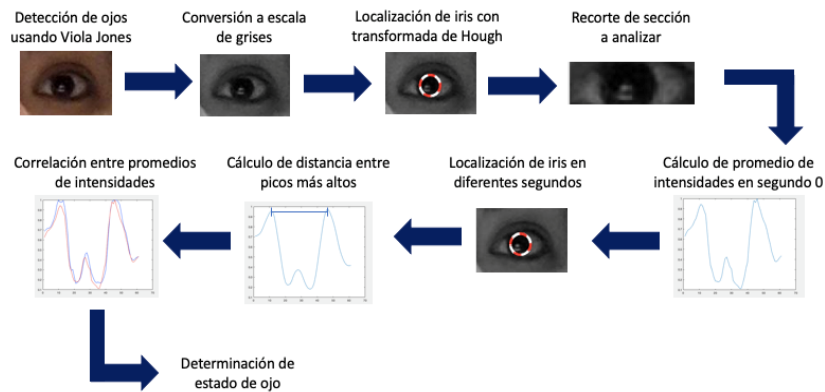 Detección de ojos
usando Viola Jones
Conversión a escala
de grises
Localización de iris con
transformada de Hough
Recorte de sección
a analizar
Cálculo de promedio de
intensidades en segundo 0
Localización de iris en
diferentes segundos
Cálculo de distancia entre
picos más altos
Correlación entre promedios
de intensidades
Determinación de
estado de ojo